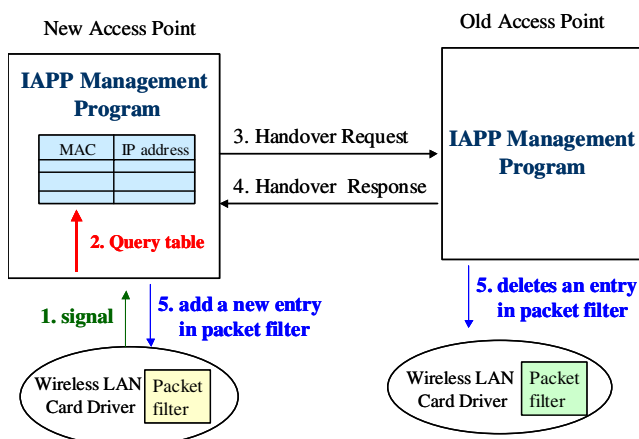 New Access Point
Old Access Point
IAPP Management
Program
MAC
IP address
2. Query table
3. Handover Request
4. Handover Response
IAPP Management
Program
1. signal
5. add a new entry
in packet filter
5. deletes an entry
in packet filter
Wireless LAN
Card Driver
Packet
filter
Wireless LAN
Card Driver
Packet
filter